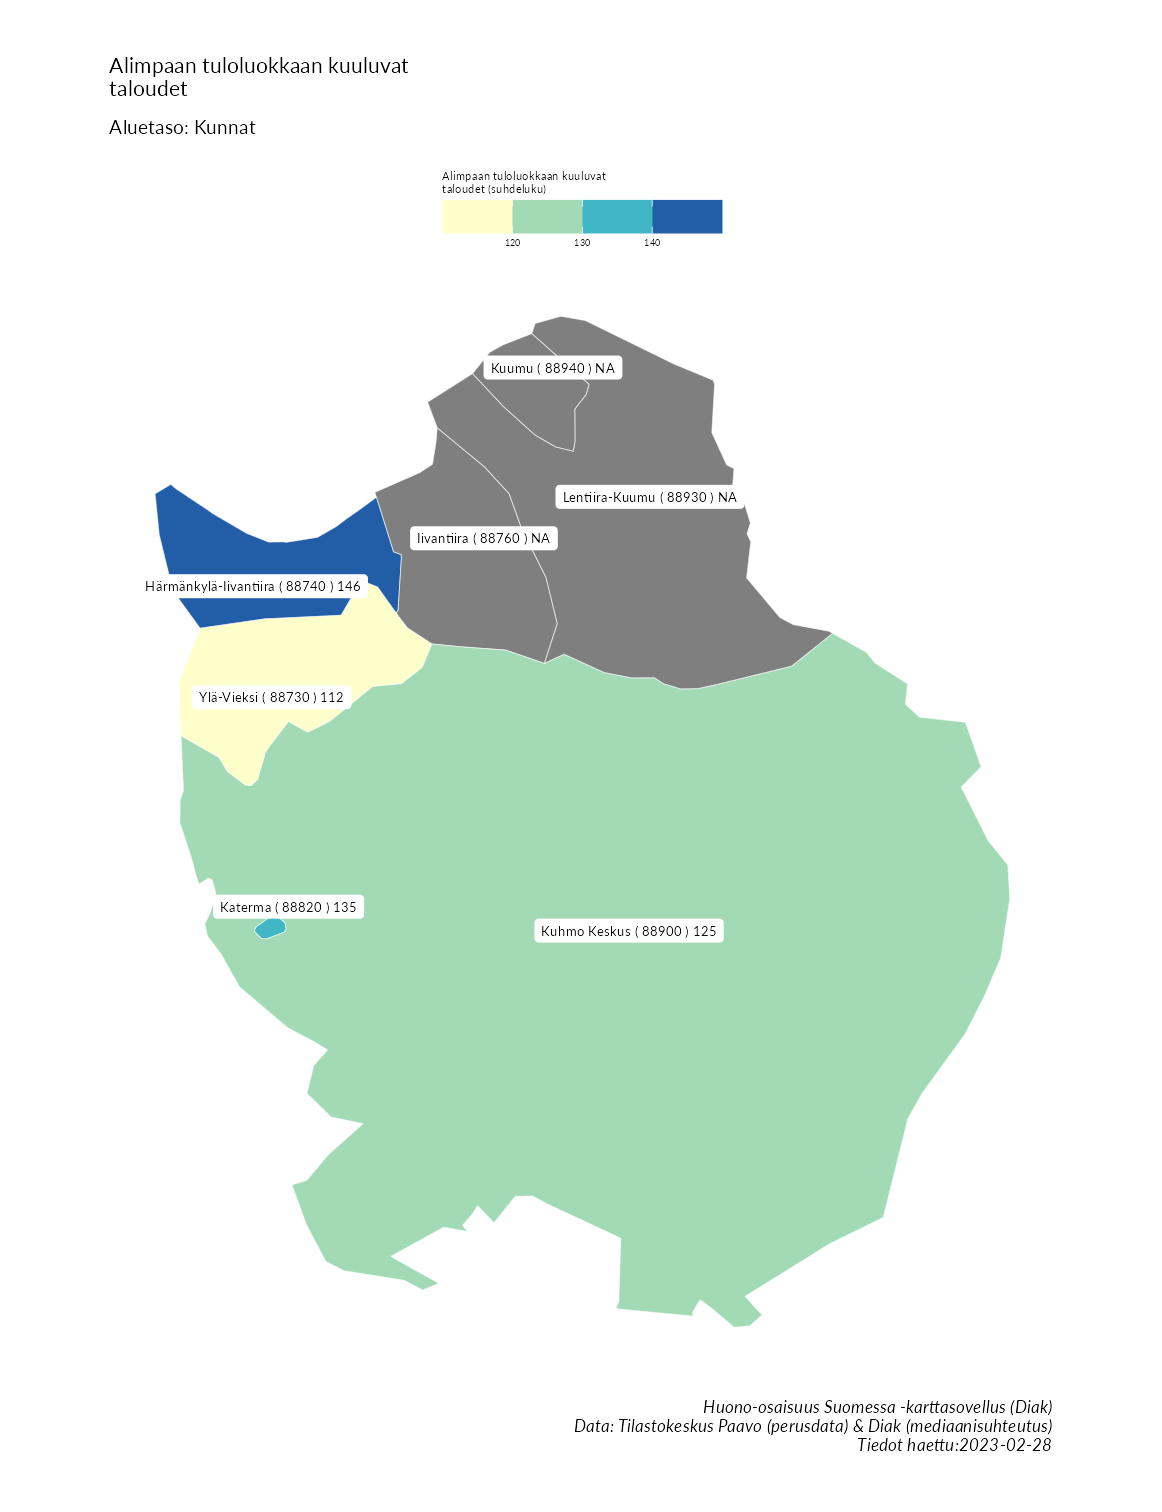 Alimpaan tuloluokkaan kuuluvat
taloudet
Aluetaso: Kunnat
Alimpaan tuloluokkaan kuuluvat
taloudet (suhdeluku)
120 130 140
Kuumu ( 88940 ) NA
Lentiira-Kuumu ( 88930 ) NA
Iivantiira ( 88760 ) NA
Härmänkylä-Iivantiira ( 88740 ) 146
Ylä-Vieksi ( 88730 ) 112
Katerma ( 88820 ) 135
Kuhmo Keskus ( 88900 ) 125
Huono-osaisuus Suomessa -karttasovellus (Diak)
Data: Tilastokeskus Paavo (perusdata) & Diak (mediaanisuhteutus)
Tiedot haettu:2023-02-28